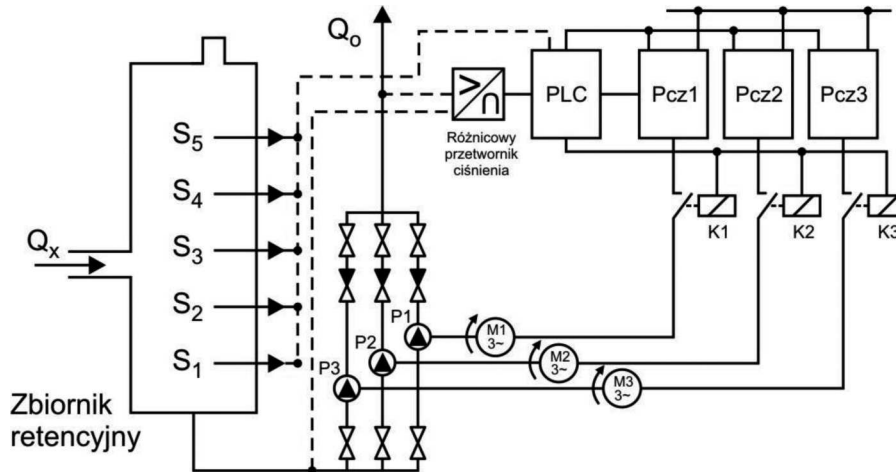 Qo
PLC
Pcz1
Pcz2
Pcz3
Różnicowy
przetwornik
ciśnienia
S5
S4
S3
S2
S1
Qx
K1
K2
K3
P1
M1
3~
P2
M2
3~
P3
M3
3~
Zbiornik
retencyjny